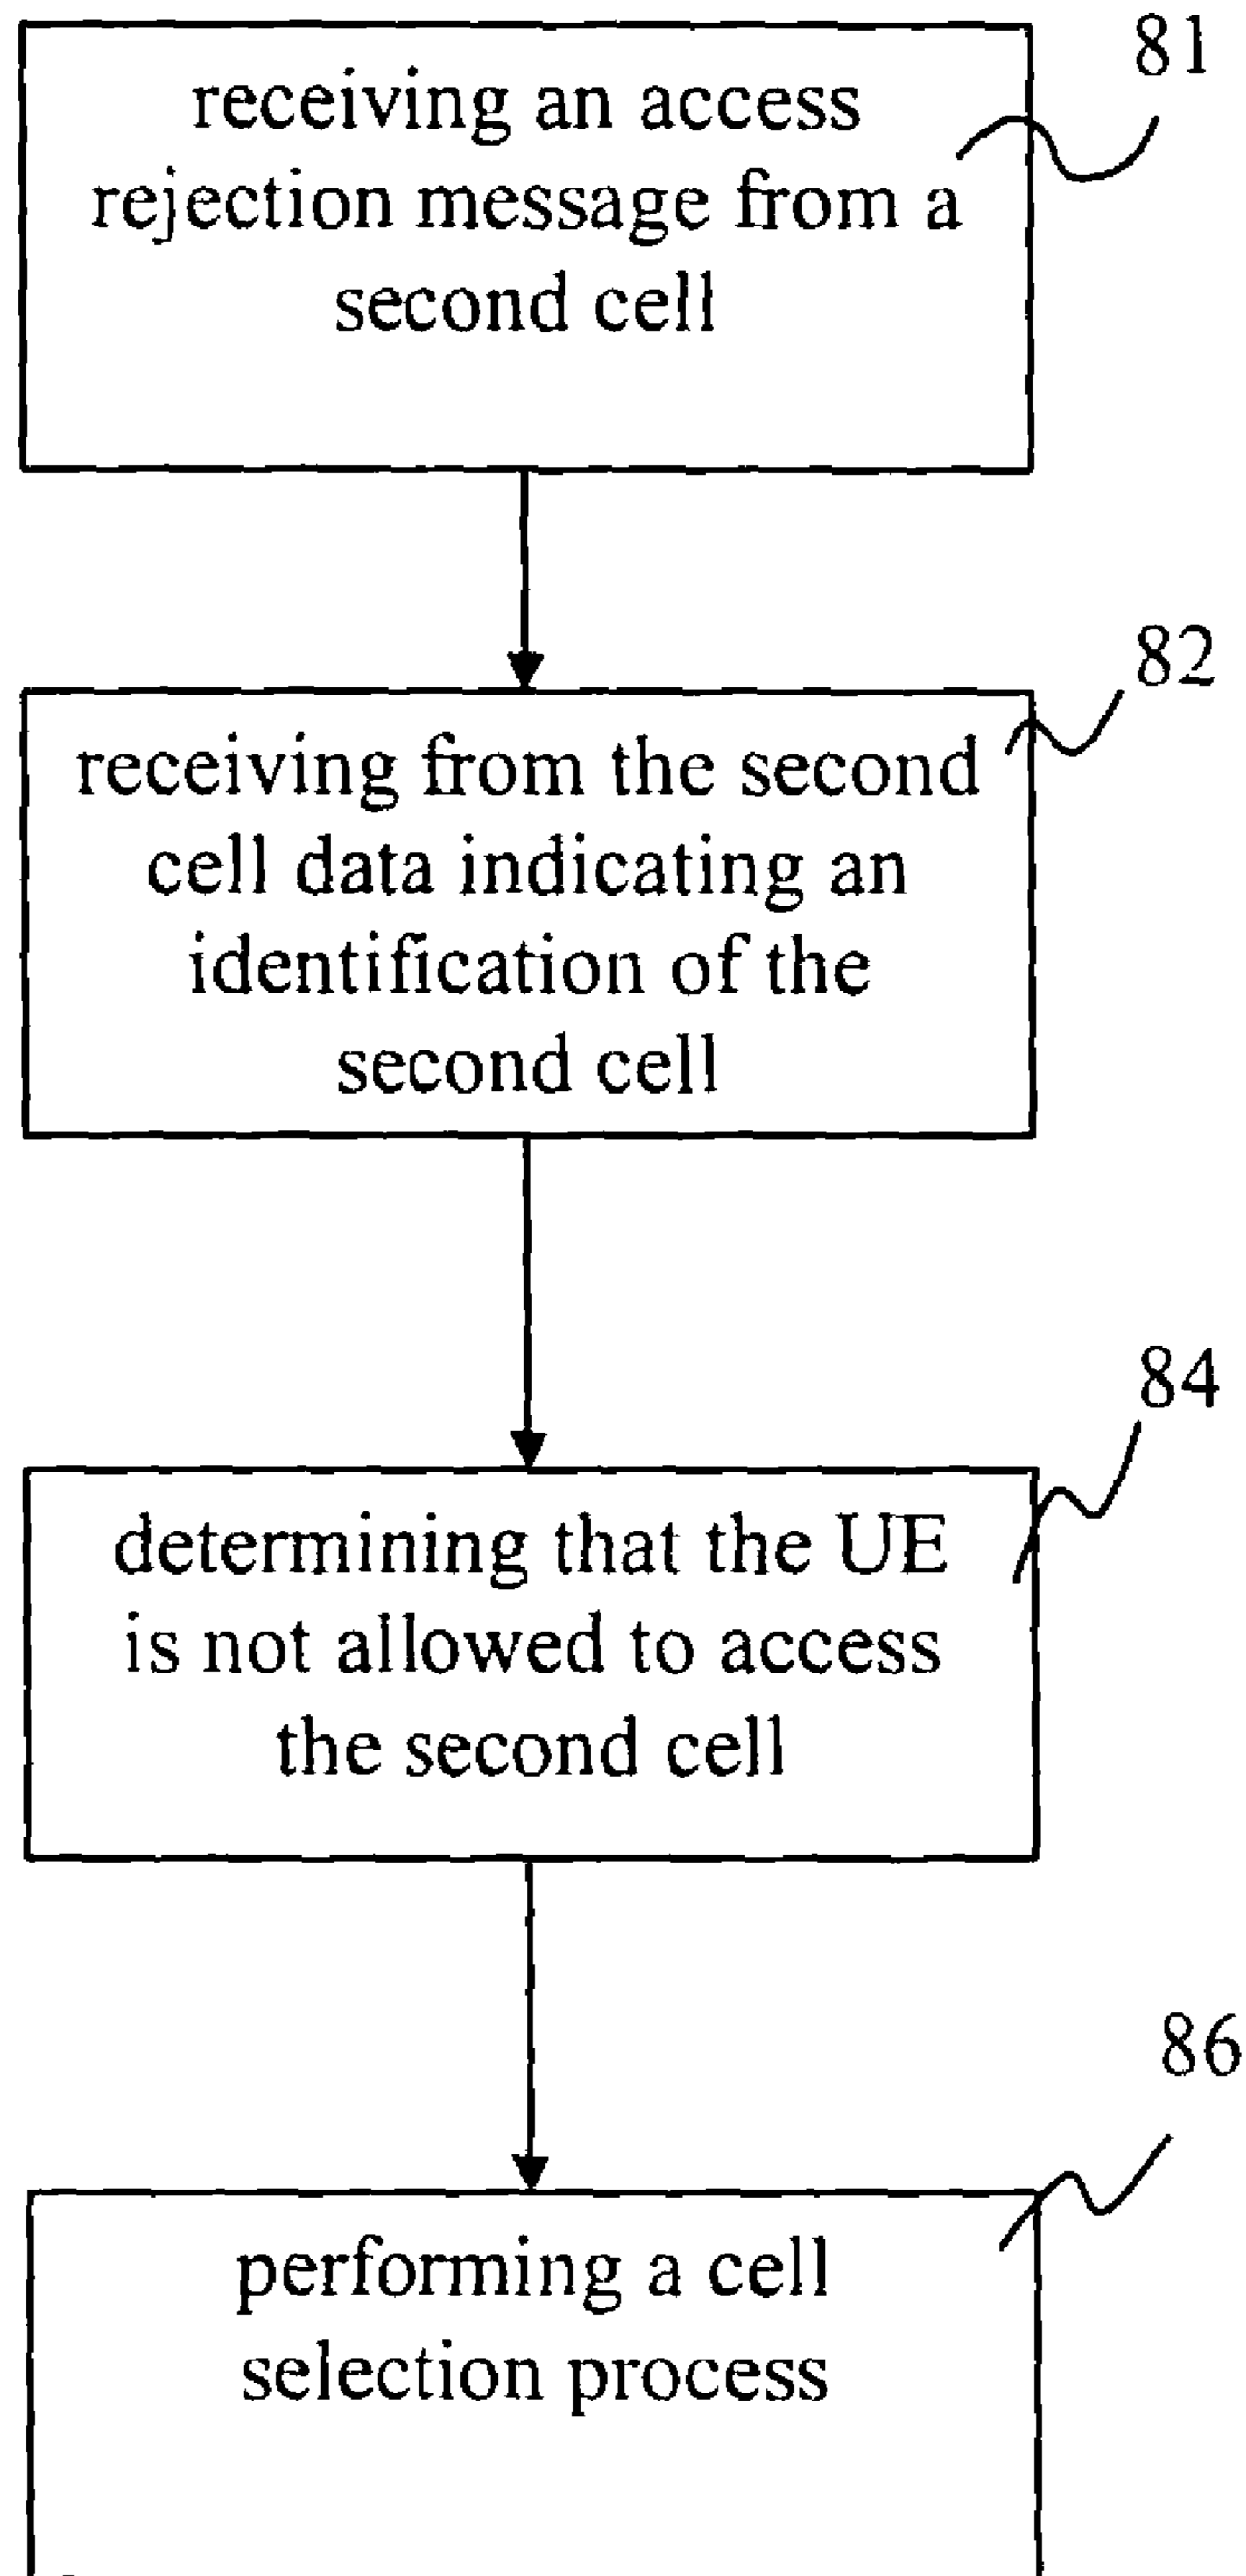 81
receiving an access
rejection message from a
second cell
82
receiving from the second
cell data indicating an
identification of the
second cell
84
determining that the UE
is not allowed to access
the second cell
86
performing a cell
selection process